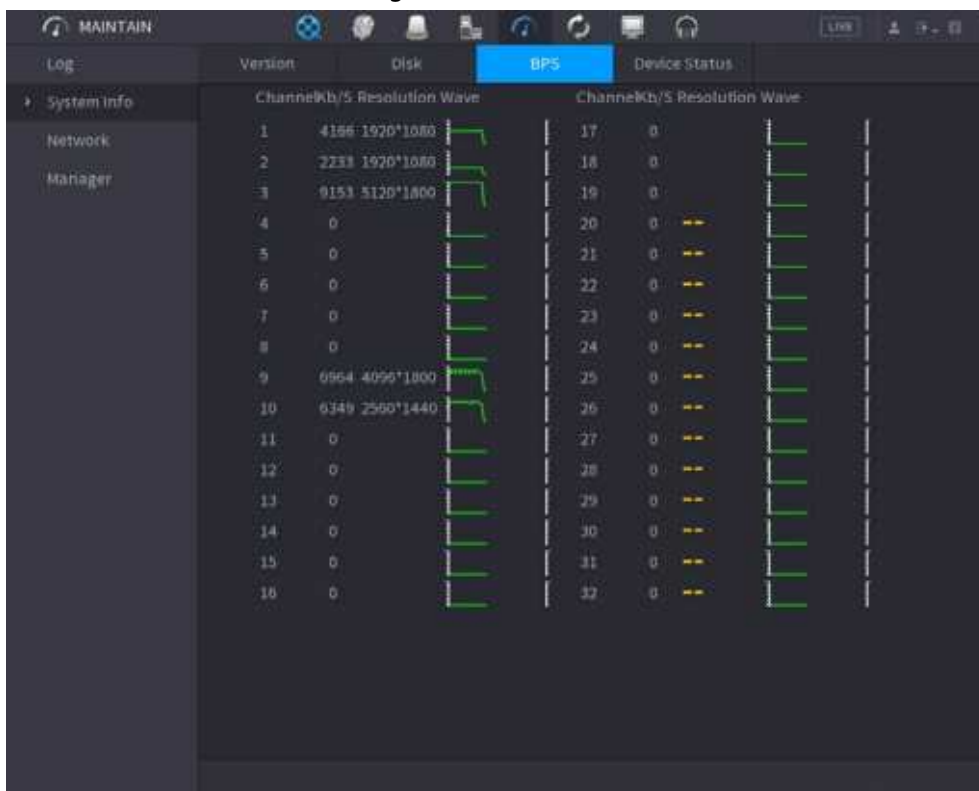 MAINTAIN LIVE
Log Version Disk BPS Device Status
System Info
Network
Manager
Channel Kb/S Resolution Wave Channel Kb/S Resolution Wave
1 4166 1920*1080 17 0
2 2233 1920*1080 18 0
3 9153 5120*1800 19 0
4 0 20 0 --
5 0 21 0 --
6 0 22 0 --
7 0 23 0 --
8 0 24 0 --
9 6964 4096*1800 25 0 --
10 6349 2560*1440 26 0 --
11 0 27 0 --
12 0 28 0 --
13 0 29 0 --
14 0 30 0 --
15 0 31 0 --
16 0 32 0 --